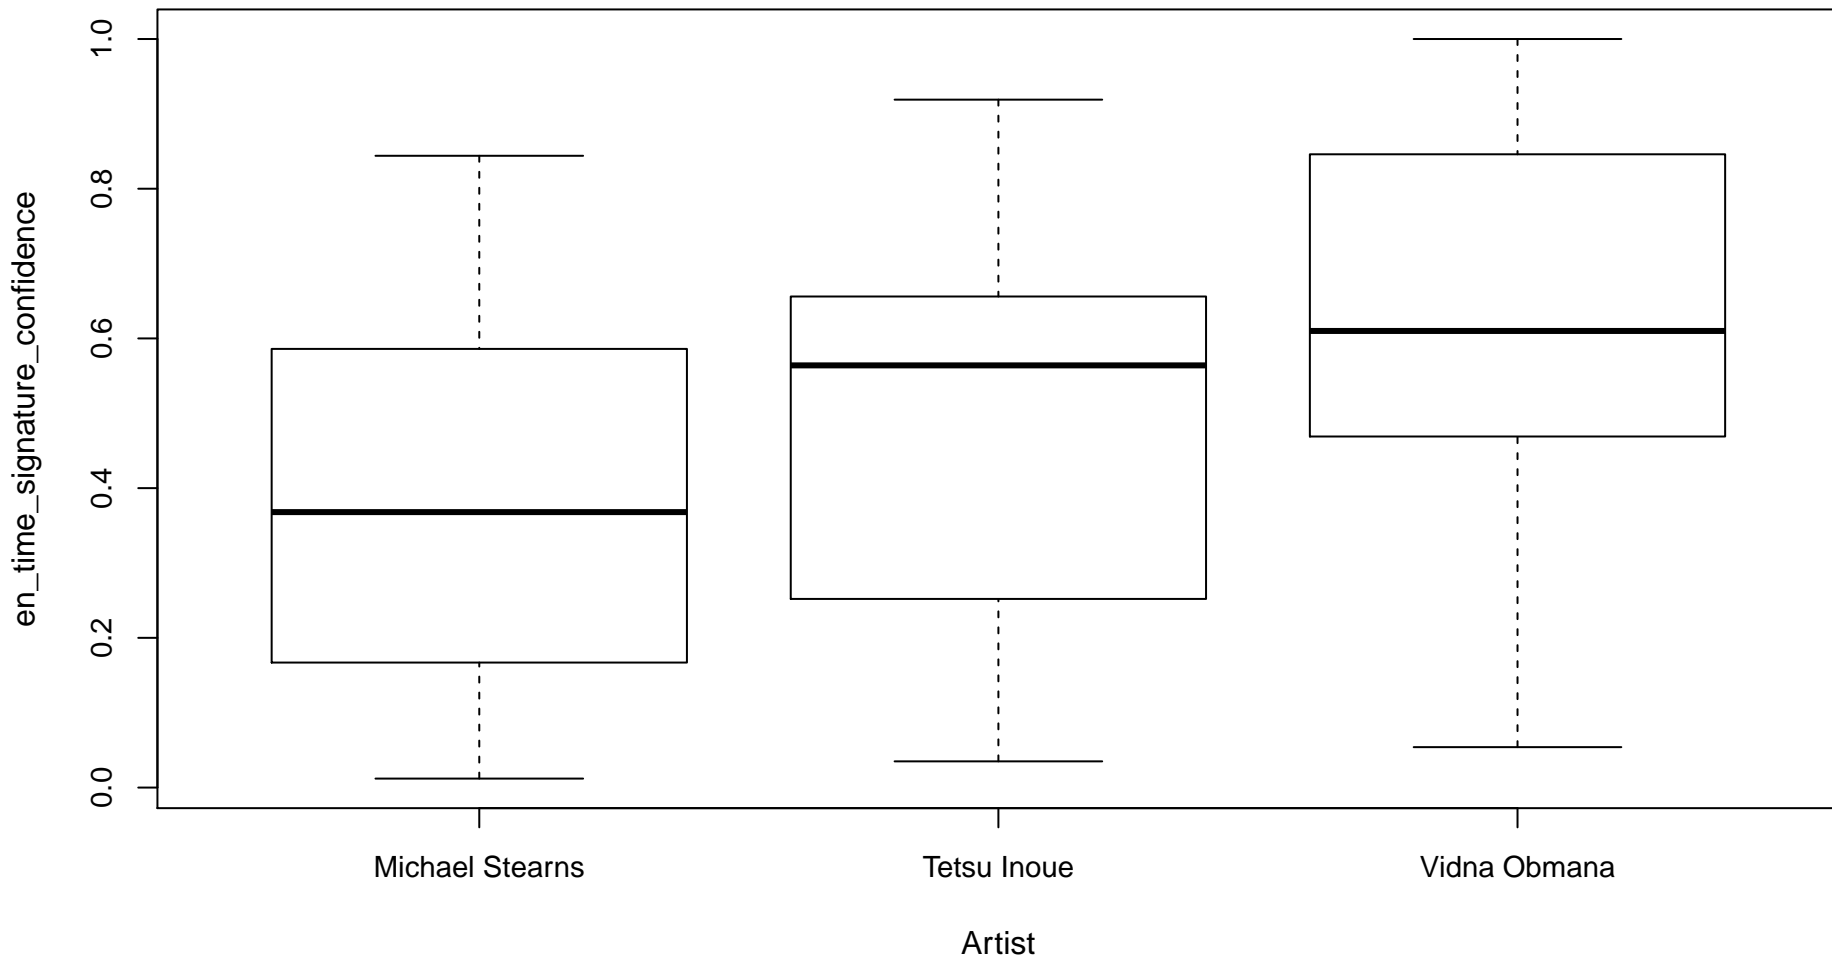 en_time_signature_confidence
1.0
0.8
0.6
0.4
0.2
0.0
Michael Stearns Tetsu Inoue Vidna Obmana
Artist